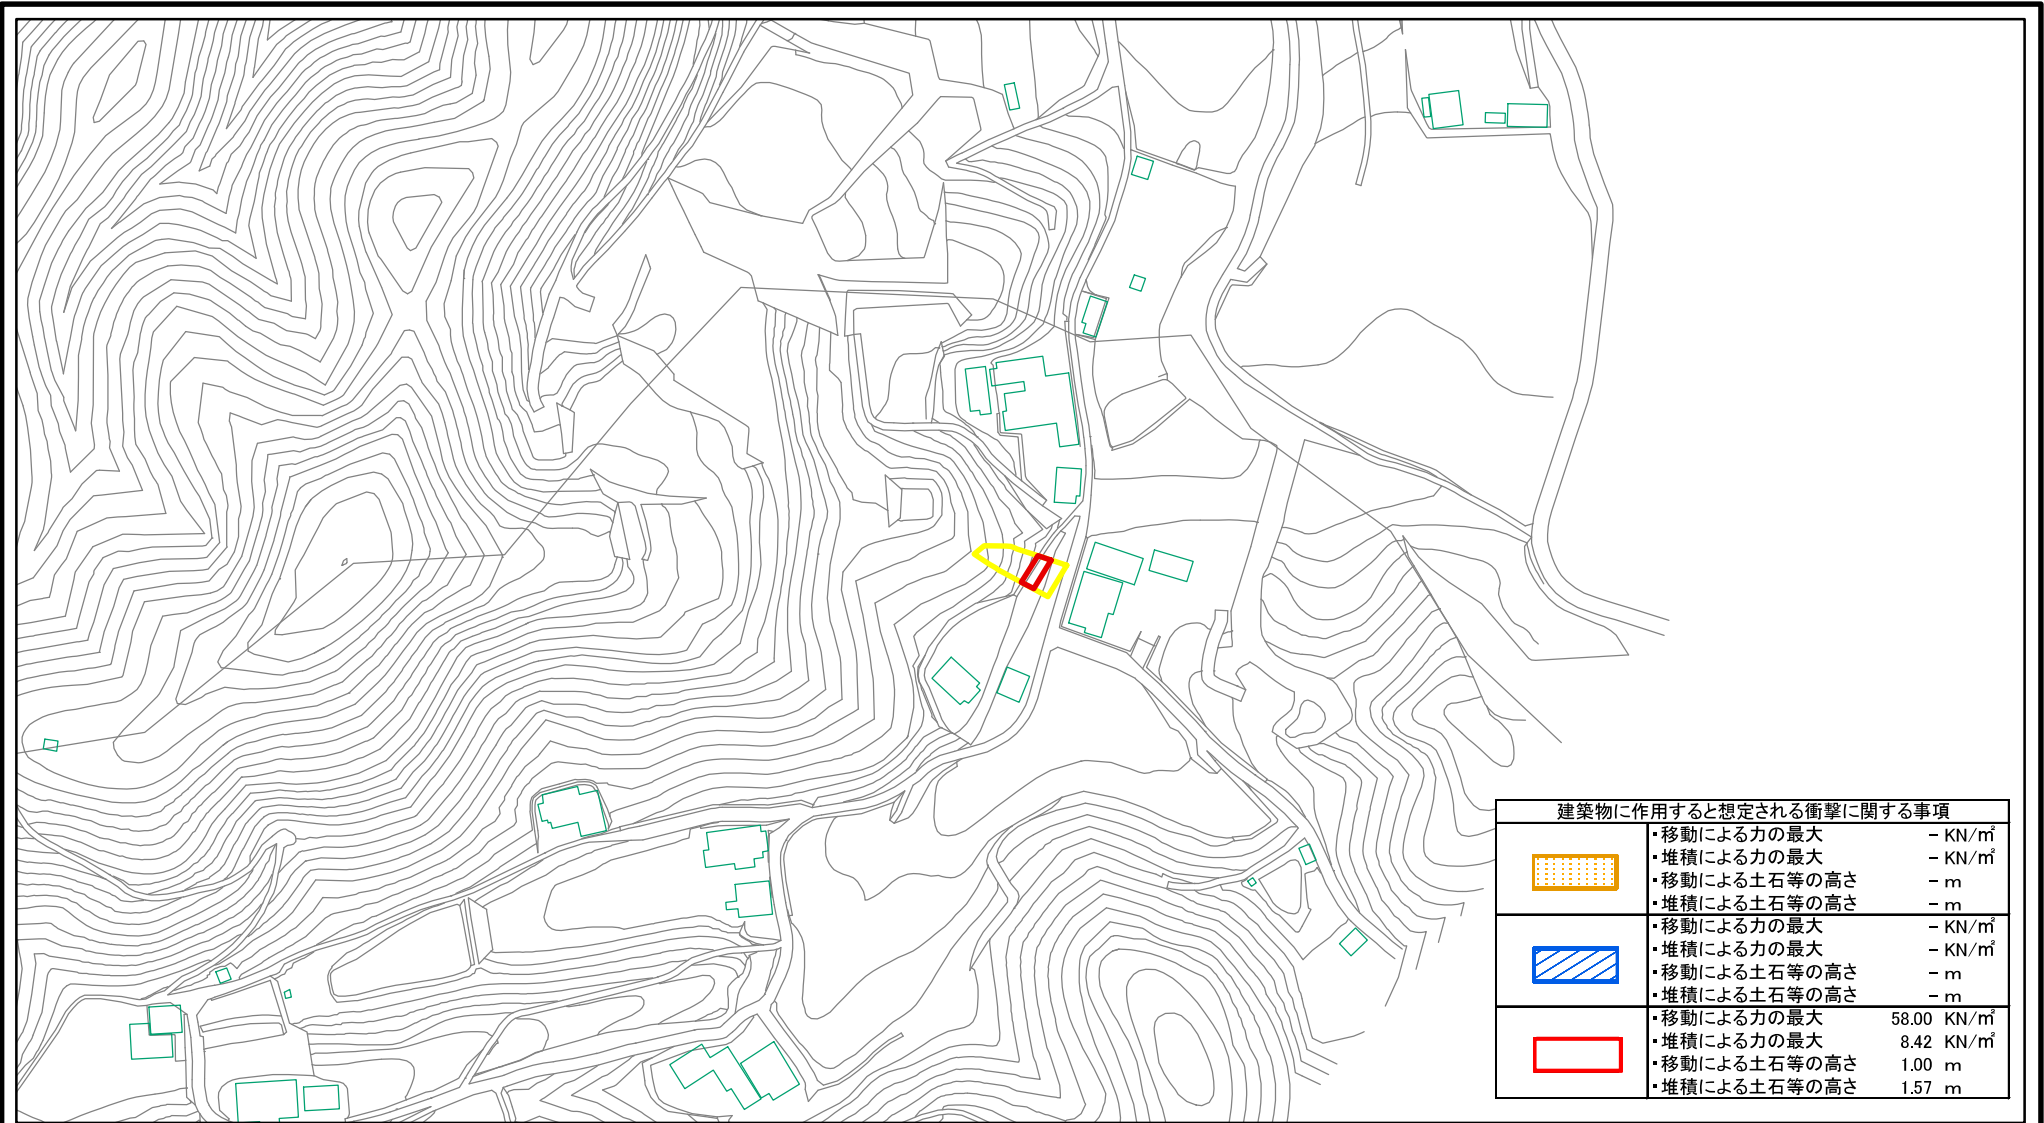 建築物に作用すると想定される衝撃に関する事項
・移動による力の最大 - KN/㎡
・堆積による力の最大 - KN/㎡
・移動による土石等の高さ - m
・堆積による土石等の高さ - m
・移動による力の最大 - KN/㎡
・堆積による力の最大 - KN/㎡
・移動による土石等の高さ - m
・堆積による土石等の高さ - m
・移動による力の最大 58.00 KN/㎡
・堆積による力の最大 8.42 KN/㎡
・移動による土石等の高さ 1.00 m
・堆積による土石等の高さ 1.57 m